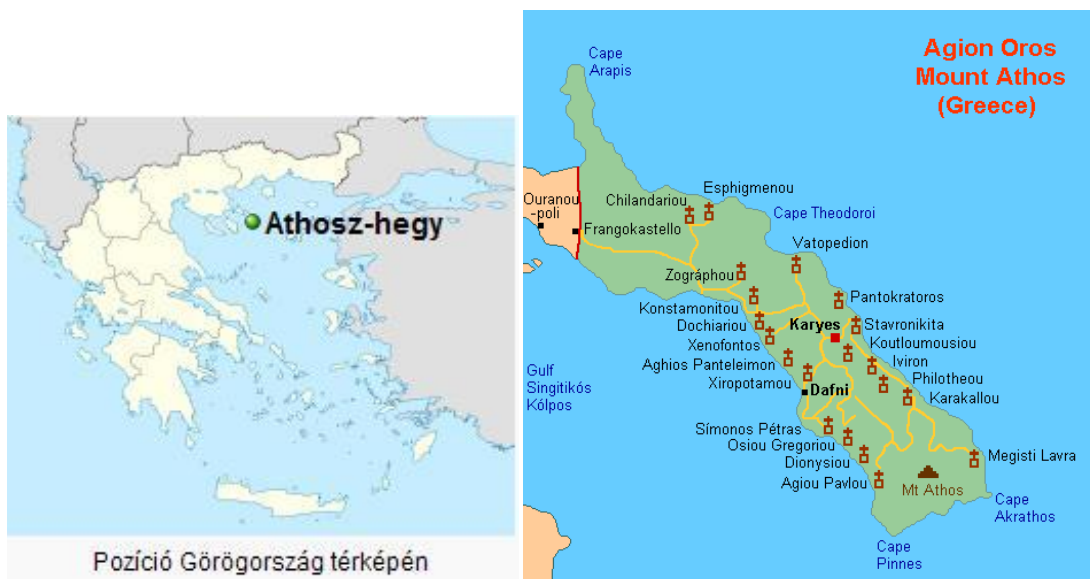 Athosz-hegy
Pozíció Görögország térképén
Agion Oros
Mount Athos
(Greece)
Cape
Arapis
Ouranou
-poli
Frangokastello
Chilandariou
Esphigmenou
Cape Theodoroi
Vatopedion
Zográphou
Pantokratoros
Konstamonitou
Dochiariou
Karyes
Stavronikita
Xenofontos
Koutloumousiou
Aghios Panteleimon
Iviron
Xiropotamou
Philotheou
Dafni
Karakallou
Gulf
Singitikós
Kólpos
Símonos Pétras
Osiou Gregoriou
Dionysiou
Agiou Pavlou
Megisti Lavra
Mt Athos
Cape
Akrathos
Cape
Pinnes